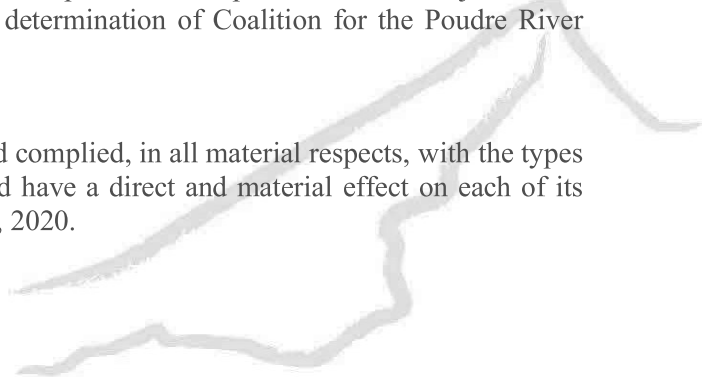 determination of Coalition for the Poudre River
d complied, in all material respects, with the types
d have a direct and material effect on each of its
, 2020.